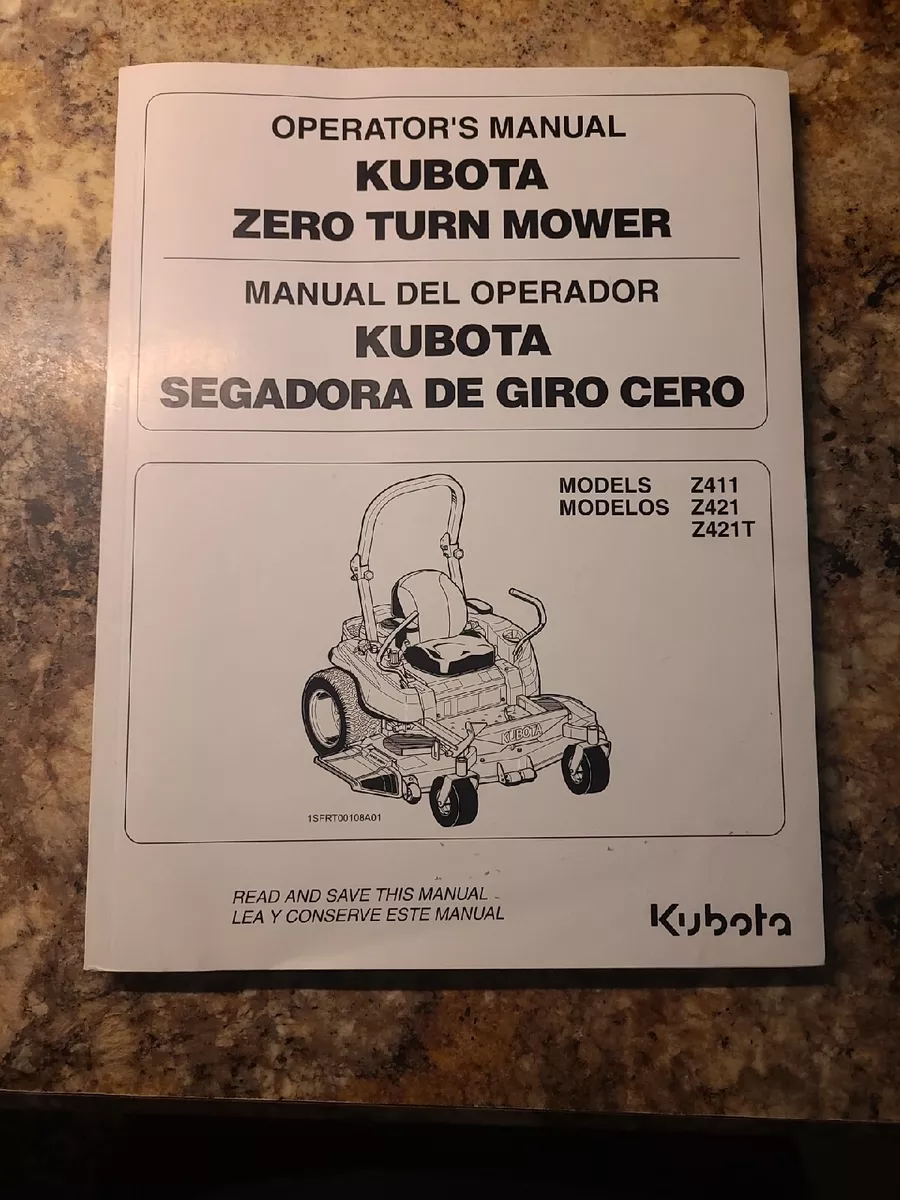 OPERATOR'S MANUAL
KUBOTA
ZERO TURN MOWER
MANUAL DEL OPERADOR
KUBOTA
SEGADORA DE GIRO CERO
MODELS Z411
MODELOS Z421
Z421T
KUBOTA
1SFRT00108A01
READ AND SAVE THIS MANUAL
LEA Y CONSERVE ESTE MANUAL
Kubota